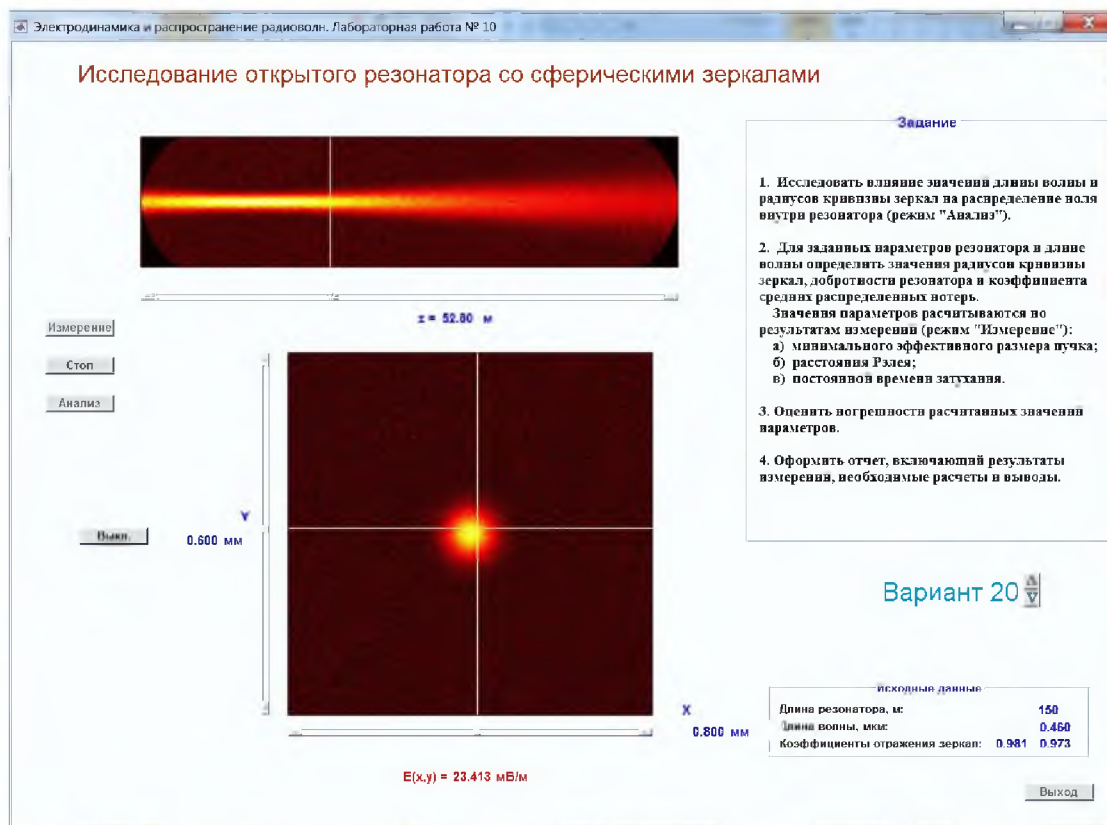 Электродинамика и распространение радиоволн. Лабораторная работа № 10
Исследование открытого резонатора со сферическими зеркалами
z = 52.80 м
Измерение
Стоп
Анализ
Выкл.
Y
0.600 мм
X
0.800 мм
E(x,y) = 23.413 мБ/м
Задание
1. Исследовать влияние значений длины волны и
радиусов кривизны зеркал на распределение поля
внутри резонатора (режим "Анализ").
2. Для заданных параметров резонатора и длине
волны определить значения радиусов кривизны
зеркал, добротности резонатора и коэффициента
средних распределенных потерь.
Значения параметров расчитываются по
результатам измерений (режим "Измерение"):
а) минимального эффективного размера пучка;
б) расстояния Рэлея;
в) постоянной времени затухания.
3. Оценить погрешности расчитанных значений
параметров.
4. Оформить отчет, включающий результаты
измерений, необходимые расчеты и выводы.
Вариант 20
Исходные данные
Длина резонатора, м: 150
Длина волны, мкм: 0.460
Коэффициенты отражения зеркал: 0.981 0.973
Выход